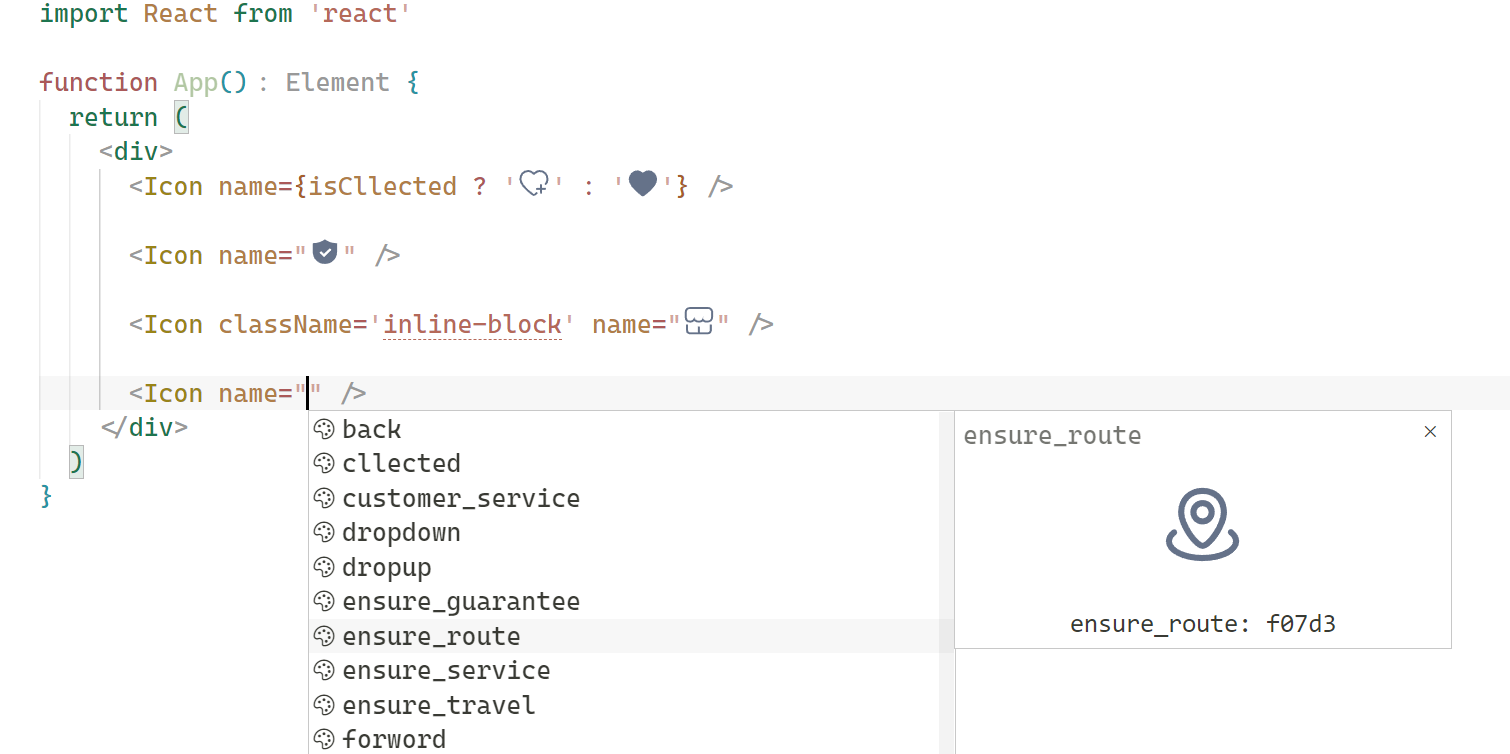 import React from 'react'
function App() : Element {
return (
<div>
<Icon name={isCllected ? '' : ''} />
<Icon name="" />
<Icon className='inline-block' name="" />
<Icon name="" />
</div>
)
}
back
cllected
customer_service
dropdown
dropup
ensure_guarantee
ensure_route
ensure_service
ensure_travel
forword
ensure_route
ensure_route: f07d3